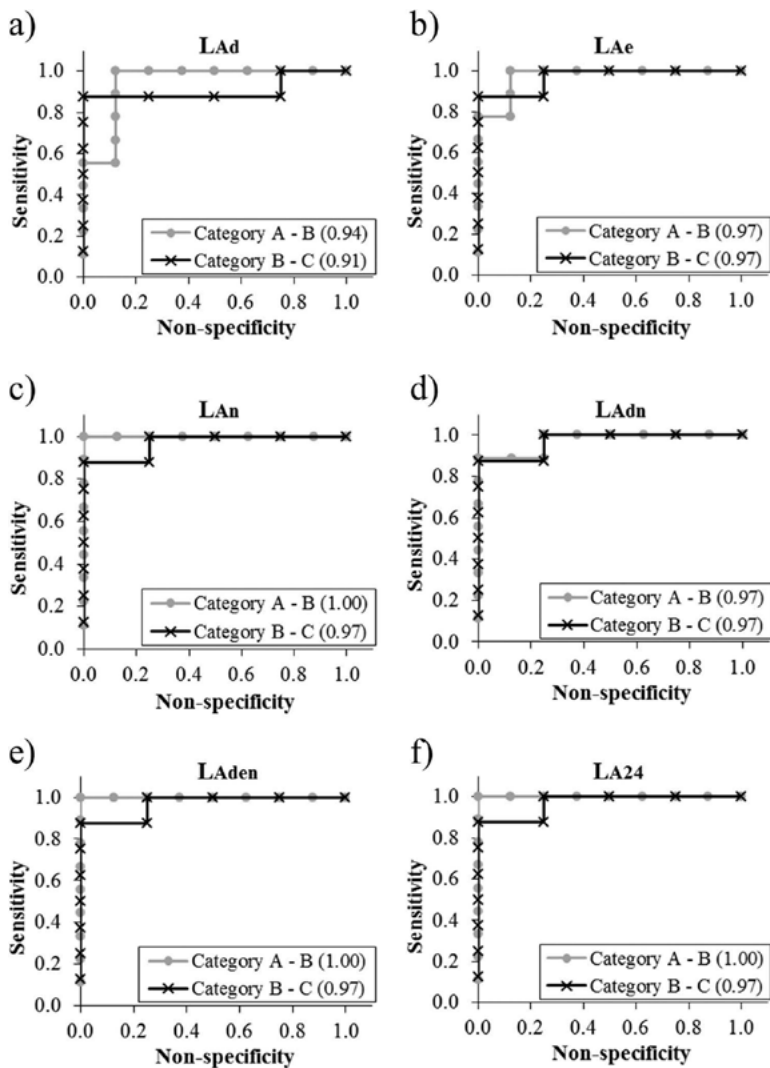 a)
LAd
1.0
0.8
0.6
0.4
0.2
0.0
Sensitivity
Category A - B (0.94)
Category B - C (0.91)
0.0 0.2 0.4 0.6 0.8 1.0
Non-specificity
b)
LAe
1.0
0.8
0.6
0.4
0.2
0.0
Sensitivity
Category A - B (0.97)
Category B - C (0.97)
0.0 0.2 0.4 0.6 0.8 1.0
Non-specificity
c)
LAn
1.0
0.8
0.6
0.4
0.2
0.0
Sensitivity
Category A - B (1.00)
Category B - C (0.97)
0.0 0.2 0.4 0.6 0.8 1.0
Non-specificity
d)
LAdn
1.0
0.8
0.6
0.4
0.2
0.0
Sensitivity
Category A - B (0.97)
Category B - C (0.97)
0.0 0.2 0.4 0.6 0.8 1.0
Non-specificity
e)
LAden
1.0
0.8
0.6
0.4
0.2
0.0
Sensitivity
Category A - B (1.00)
Category B - C (0.97)
0.0 0.2 0.4 0.6 0.8 1.0
Non-specificity
f)
LA24
1.0
0.8
0.6
0.4
0.2
0.0
Sensitivity
Category A - B (1.00)
Category B - C (0.97)
0.0 0.2 0.4 0.6 0.8 1.0
Non-specificity